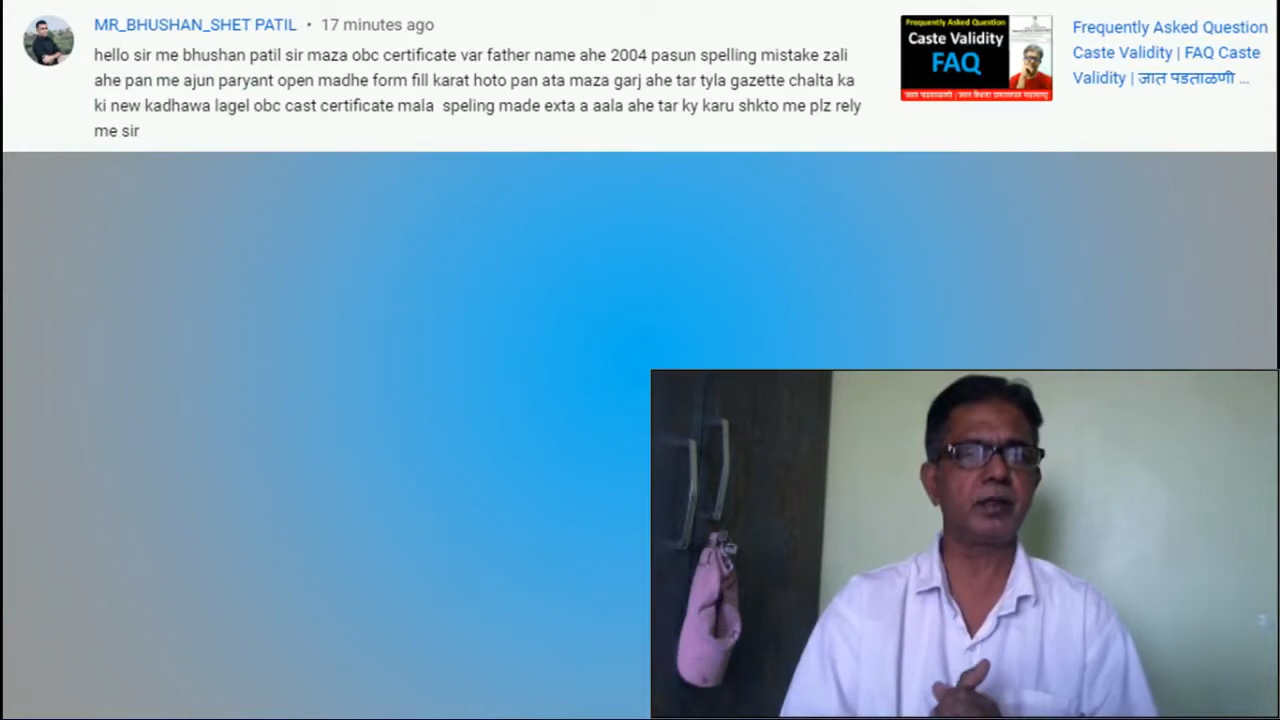 MR_BHUSHAN_SHET PATIL • 17 minutes ago
hello sir me bhushan patil sir maza obc certificate var father name ahe 2004 pasun spelling mistake zali
ahe pan me ajun paryant open madhe form fill karat hoto pan ata maza garj ahe tar tyla gazette chalta ka
ki new kadhawa lagel obc cast certificate mala speling made exta a aala ahe tar ky karu shkto me plz rely
me sir
Frequently Asked Question
Caste Validity
FAQ
Frequently Asked Question
Caste Validity | FAQ Caste
Validity | जात पडताळणी ...